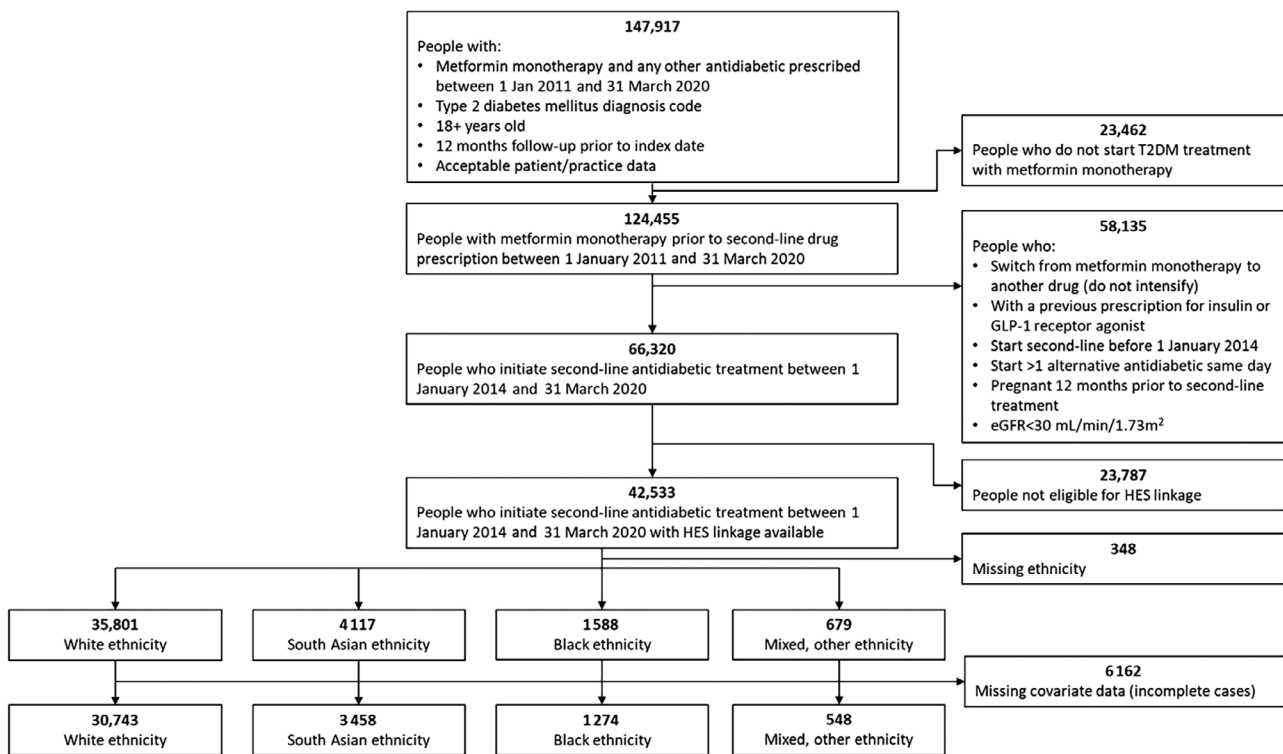 147,917
People with:
• Metformin monotherapy and any other antidiabetic prescribed
between 1 Jan 2011 and 31 March 2020
• Type 2 diabetes mellitus diagnosis code
• 18+ years old
• 12 months follow-up prior to index date
• Acceptable patient/practice data
23,462
People who do not start T2DM treatment
with metformin monotherapy
124,455
People with metformin monotherapy prior to second-line drug
prescription between 1 January 2011 and 31 March 2020
58,135
People who:
• Switch from metformin monotherapy to
another drug (do not intensify)
• With a previous prescription for insulin or
GLP-1 receptor agonist
• Start second-line before 1 January 2014
• Start >1 alternative antidiabetic same day
• Pregnant 12 months prior to second-line
treatment
• eGFR<30 mL/min/1.73m²
66,320
People who initiate second-line antidiabetic treatment between 1
January 2014 and 31 March 2020
23,787
People not eligible for HES linkage
42,533
People who initiate second-line antidiabetic treatment between 1
January 2014 and 31 March 2020 with HES linkage available
348
Missing ethnicity
35,801
White ethnicity
4 117
South Asian ethnicity
1 588
Black ethnicity
679
Mixed, other ethnicity
6 162
Missing covariate data (incomplete cases)
30,743
White ethnicity
3 458
South Asian ethnicity
1 274
Black ethnicity
548
Mixed, other ethnicity